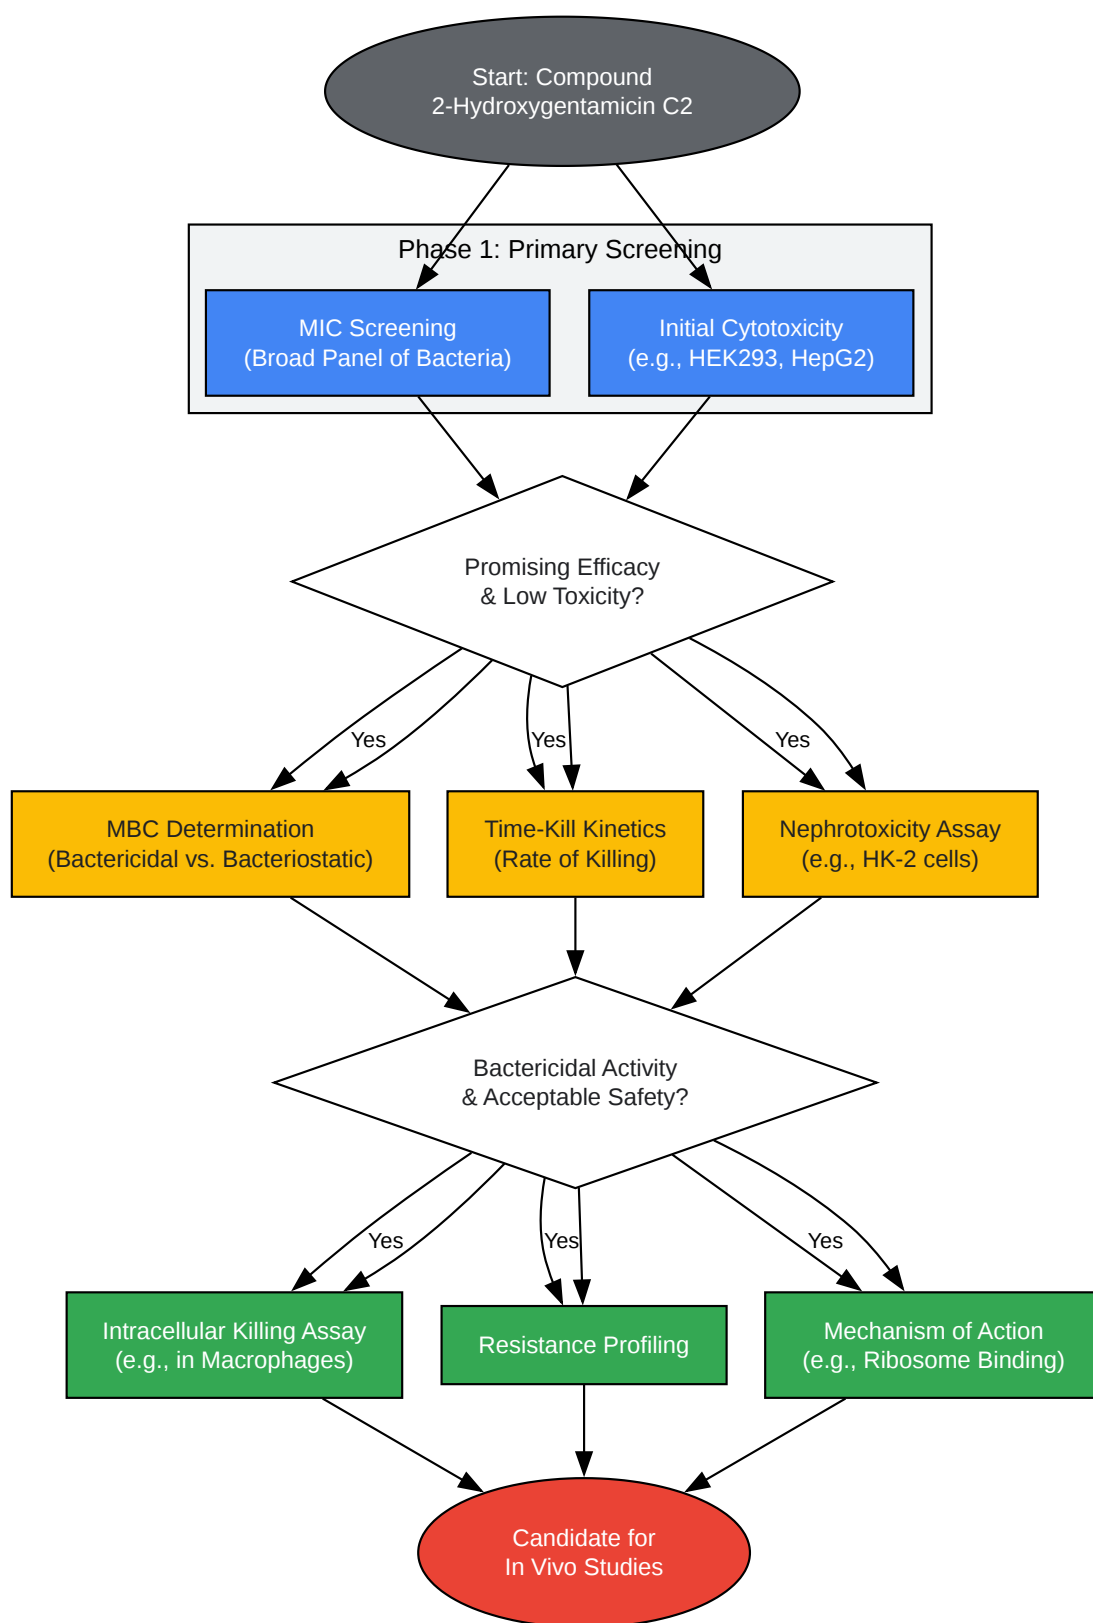 Start: Compound
2-Hydroxygentamicin C2
Phase 1: Primary Screening
MIC Screening
(Broad Panel of Bacteria)
Initial Cytotoxicity
(e.g., HEK293, HepG2)
Promising Efficacy
& Low Toxicity?
Yes
Yes
Yes
MBC Determination
(Bactericidal vs. Bacteriostatic)
Time-Kill Kinetics
(Rate of Killing)
Nephrotoxicity Assay
(e.g., HK-2 cells)
Bactericidal Activity
& Acceptable Safety?
Yes
Yes
Yes
Intracellular Killing Assay
(e.g., in Macrophages)
Resistance Profiling
Mechanism of Action
(e.g., Ribosome Binding)
Candidate for
In Vivo Studies